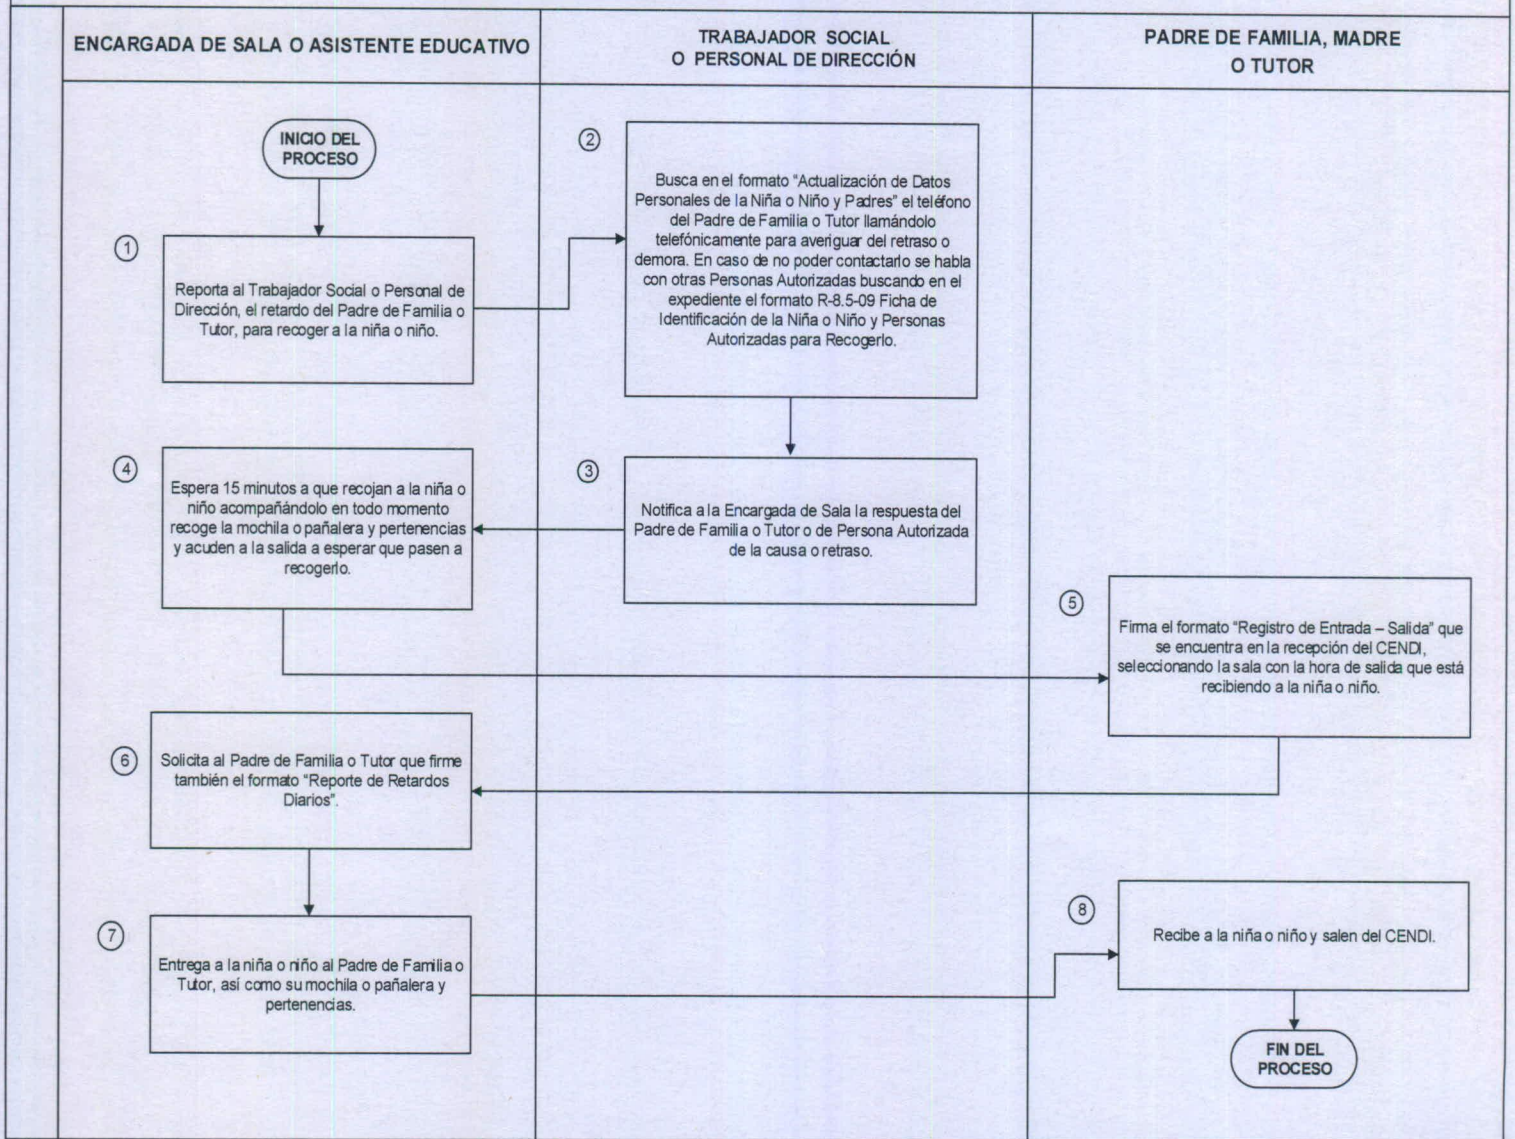 ENCARGADA DE SALA O ASISTENTE EDUCATIVO
TRABAJADOR SOCIAL
O PERSONAL DE DIRECCIÓN
PADRE DE FAMILIA, MADRE
O TUTOR
INICIO DEL
PROCESO
1
Reporta al Trabajador Social o Personal de
Dirección, el retardo del Padre de Familia o
Tutor, para recoger a la niña o niño.
2
Busca en el formato “Actualización de Datos
Personales de la Niña o Niño y Padres” el teléfono
del Padre de Familia o Tutor llamándolo
telefónicamente para averiguar del retraso o
demora. En caso de no poder contactarlo se habla
con otras Personas Autorizadas buscando en el
expediente el formato R-8.5-09 Ficha de
Identificación de la Niña o Niño y Personas
Autorizadas para Recogerlo.
3
Notifica a la Encargada de Sala la respuesta del
Padre de Familia o Tutor o de Persona Autorizada
de la causa o retraso.
4
Espera 15 minutos a que recojan a la niña o
niño acompañándolo en todo momento
recoge la mochila o pañalera y pertenencias
y acuden a la salida a esperar que pasen a
recogerlo.
5
Firma el formato “Registro de Entrada – Salida” que
se encuentra en la recepción del CENDI,
seleccionando la sala con la hora de salida que está
recibiendo a la niña o niño.
6
Solicita al Padre de Familia o Tutor que firme
también el formato “Reporte de Retardos
Diarios”.
7
Entrega a la niña o niño al Padre de Familia o
Tutor, así como su mochila o pañalera y
pertenencias.
8
Recibe a la niña o niño y salen del CENDI.
FIN DEL
PROCESO